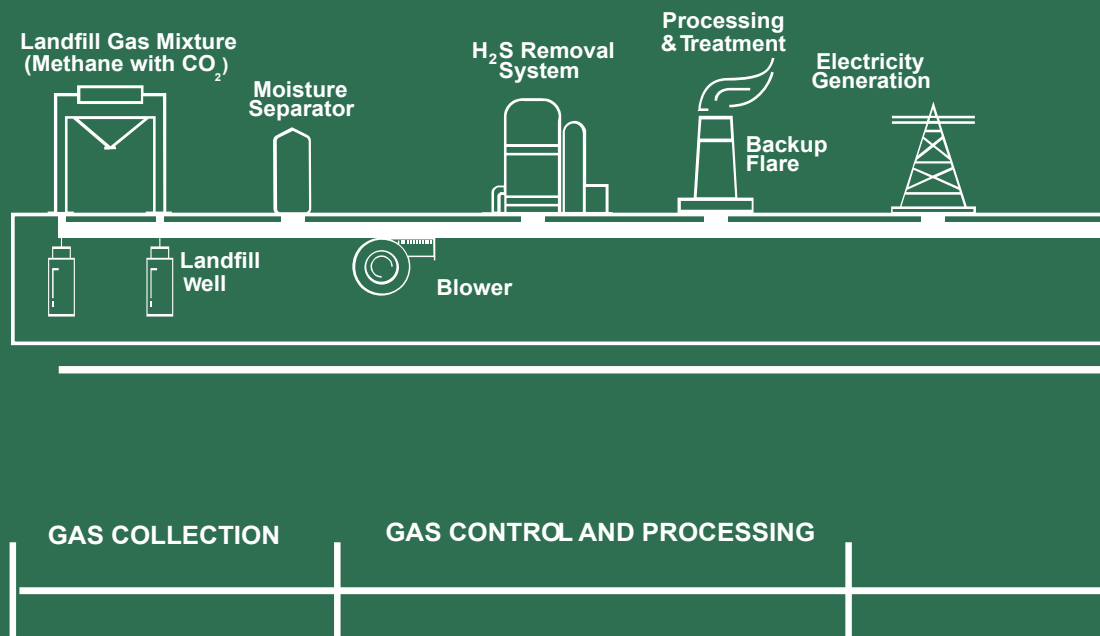 Landfill Gas Mixture
(Methane with CO₂)
Moisture
Separator
H₂S Removal
System
Processing
& Treatment
Electricity
Generation
Backup
Flare
Landfill
Well
Blower
GAS COLLECTION
GAS CONTROL AND PROCESSING